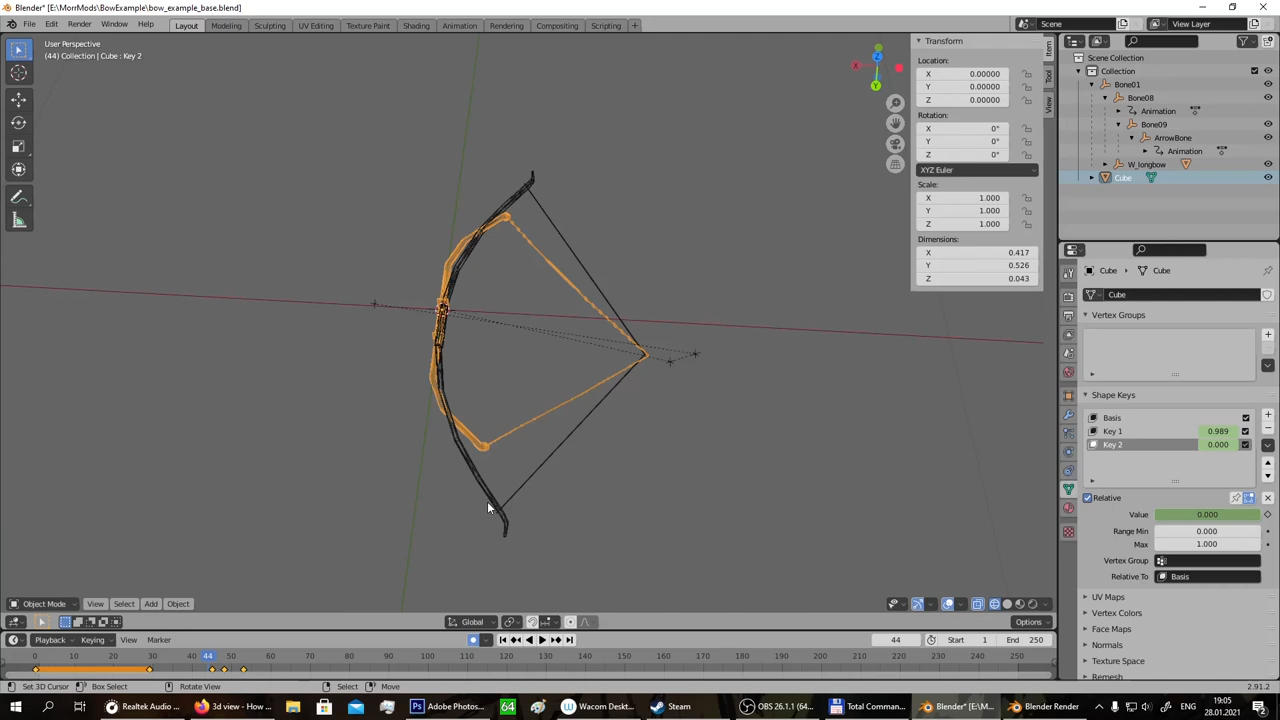 Blender* [E:\MorrMods\BowExample\bow_example_base.blend]
File Edit Render Window Help Layout Modeling Sculpting UV Editing Texture Paint Shading Animation Rendering Compositing Scripting + Scene View Layer
User Perspective
(44) Collection | Cube : Key 2
Transform
Location:
X 0.00000
Y 0.00000
Z 0.00000
Rotation:
X 0°
Y 0°
Z 0°
XYZ Euler
Scale:
X 1.000
Y 1.000
Z 1.000
Dimensions:
X 0.417
Y 0.526
Z 0.043
Item
Tool
View
X
Y
Z
Scene Collection
Collection
Bone01
Bone08
Animation
Bone09
ArrowBone
Animation
W_longbow
Cube
Cube Cube
Cube
Vertex Groups
Shape Keys
Basis
Key 1 0.989
Key 2 0.000
Relative
Value 0.000
Range Min 0.000
Max 1.000
Vertex Group
Relative To Basis
UV Maps
Vertex Colors
Face Maps
Normals
Texture Space
Remesh
Object Mode View Select Add Object
Global Options
Playback Keying View Marker 44 Start 1 End 250
0 10 20 30 40 44 50 60 70 80 90 100 110 120 130 140 150 160 170 180 190 200 210 220 230 240 250
Set 3D Cursor Box Select Rotate View Select Move 2.91.2
Realtek Audio ... 3d view - How ... Adobe Photos... 64 Wacom Deskt... Steam OBS 26.1.1 (64... Total Comman... Blender* [E:\M... Blender Render
19:05
28.01.2021